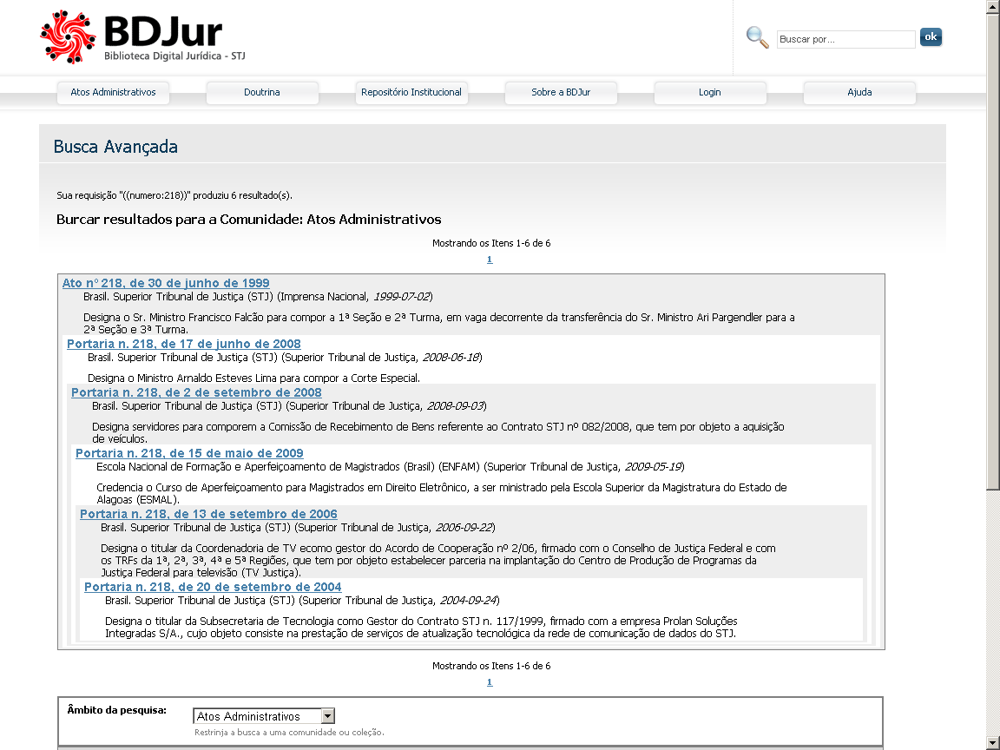 BDJur
Biblioteca Digital Jurídica - STJ
Buscar por...
ok
Atos Administrativos
Doutrina
Repositório Institucional
Sobre a BDJur
Login
Ajuda
Busca Avançada
Sua requisição "((numero:218))" produziu 6 resultado(s).
Burcar resultados para a Comunidade: Atos Administrativos
Mostrando os Itens 1-6 de 6
1
Ato nº 218, de 30 de junho de 1999
Brasil. Superior Tribunal de Justiça (STJ) (Imprensa Nacional, 1999-07-02)
Designa o Sr. Ministro Francisco Falcão para compor a 1ª Seção e 2ª Turma, em vaga decorrente da transferência do Sr. Ministro Ari Pargendler para a
2ª Seção e 3ª Turma.
Portaria n. 218, de 17 de junho de 2008
Brasil. Superior Tribunal de Justiça (STJ) (Superior Tribunal de Justiça, 2008-06-18)
Designa o Ministro Arnaldo Esteves Lima para compor a Corte Especial.
Portaria n. 218, de 2 de setembro de 2008
Brasil. Superior Tribunal de Justiça (STJ) (Superior Tribunal de Justiça, 2008-09-03)
Designa servidores para comporem a Comissão de Recebimento de Bens referente ao Contrato STJ nº 082/2008, que tem por objeto a aquisição
de veículos.
Portaria n. 218, de 15 de maio de 2009
Escola Nacional de Formação e Aperfeiçoamento de Magistrados (Brasil) (ENFAM) (Superior Tribunal de Justiça, 2009-05-19)
Credencia o Curso de Aperfeiçoamento para Magistrados em Direito Eletrônico, a ser ministrado pela Escola Superior da Magistratura do Estado de
Alagoas (ESMAL).
Portaria n. 218, de 13 de setembro de 2006
Brasil. Superior Tribunal de Justiça (STJ) (Superior Tribunal de Justiça, 2006-09-22)
Designa o titular da Coordenadoria de TV ecomo gestor do Acordo de Cooperação nº 2/06, firmado com o Conselho de Justiça Federal e com
os TRFs da 1ª, 2ª, 3ª, 4ª e 5ª Regiões, que tem por objeto estabelecer parceria na implantação do Centro de Produção de Programas da
Justiça Federal para televisão (TV Justiça).
Portaria n. 218, de 20 de setembro de 2004
Brasil. Superior Tribunal de Justiça (STJ) (Superior Tribunal de Justiça, 2004-09-24)
Designa o titular da Subsecretaria de Tecnologia como Gestor do Contrato STJ n. 117/1999, firmado com a empresa Prolan Soluções
Integradas S/A., cujo objeto consiste na prestação de serviços de atualização tecnológica da rede de comunicação de dados do STJ.
Mostrando os Itens 1-6 de 6
1
Âmbito da pesquisa:
Atos Administrativos
Restrinja a busca a uma comunidade ou coleção.